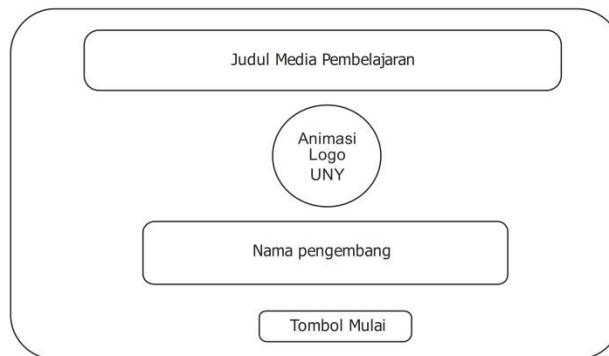 Judul Media Pembelajaran
Animasi
Logo
UNY
Nama pengembang
Tombol Mulai